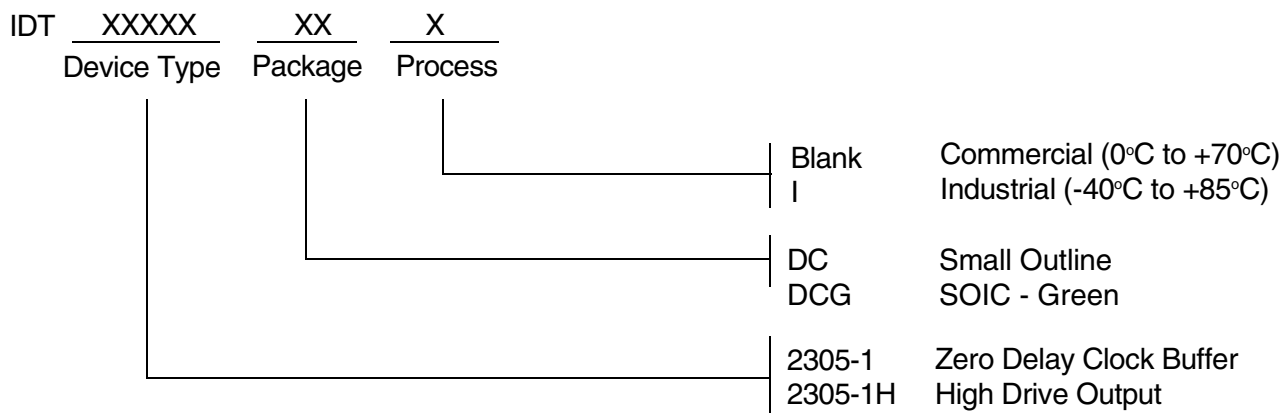 IDT XXXXX XX X
Device Type Package Process
Blank Commercial (0°C to +70°C)
I Industrial (-40°C to +85°C)
DC Small Outline
DCG SOIC - Green
2305-1 Zero Delay Clock Buffer
2305-1H High Drive Output